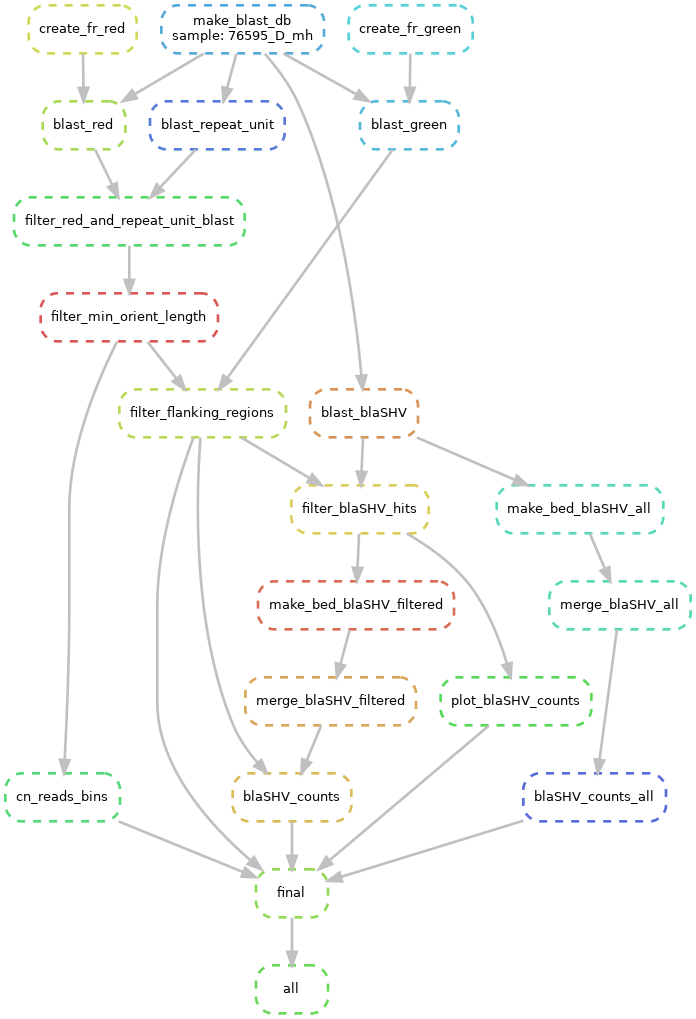 create_fr_red
make_blast_db
sample: 76595_D_mh
create_fr_green
blast_red
blast_repeat_unit
blast_green
filter_red_and_repeat_unit_blast
filter_min_orient_length
filter_flanking_regions
blast_blaSHV
filter_blaSHV_hits
make_bed_blaSHV_all
make_bed_blaSHV_filtered
merge_blaSHV_all
merge_blaSHV_filtered
plot_blaSHV_counts
cn_reads_bins
blaSHV_counts
blaSHV_counts_all
final
all